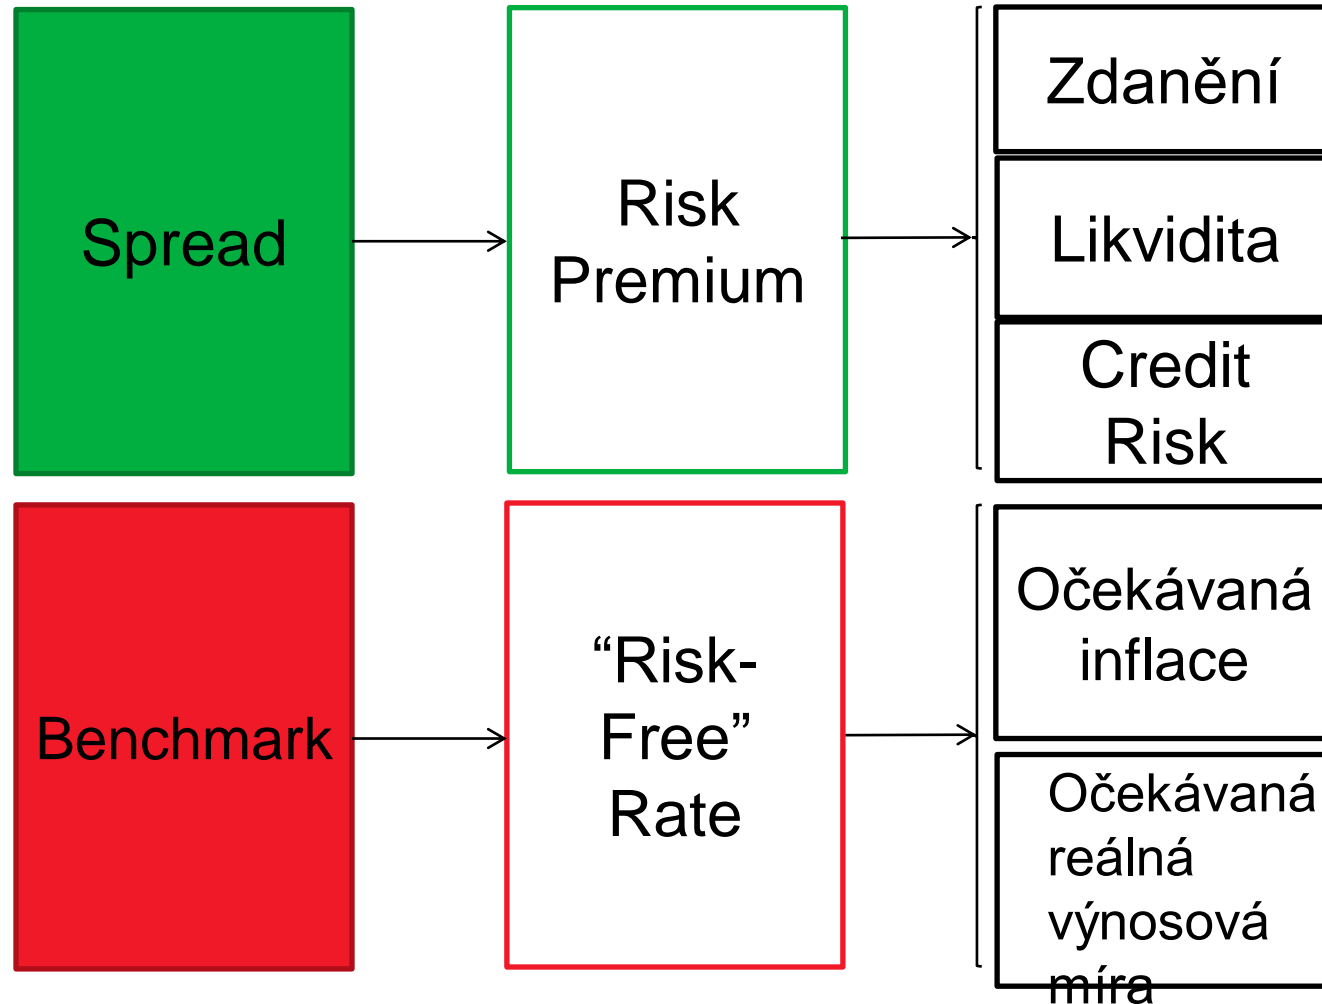 Spread
Risk
Premium
Zdanění
Likvidita
Credit
Risk
Benchmark
“Risk-
Free”
Rate
Očekávaná
inflace
Očekávaná
reálná
výnosová
míra